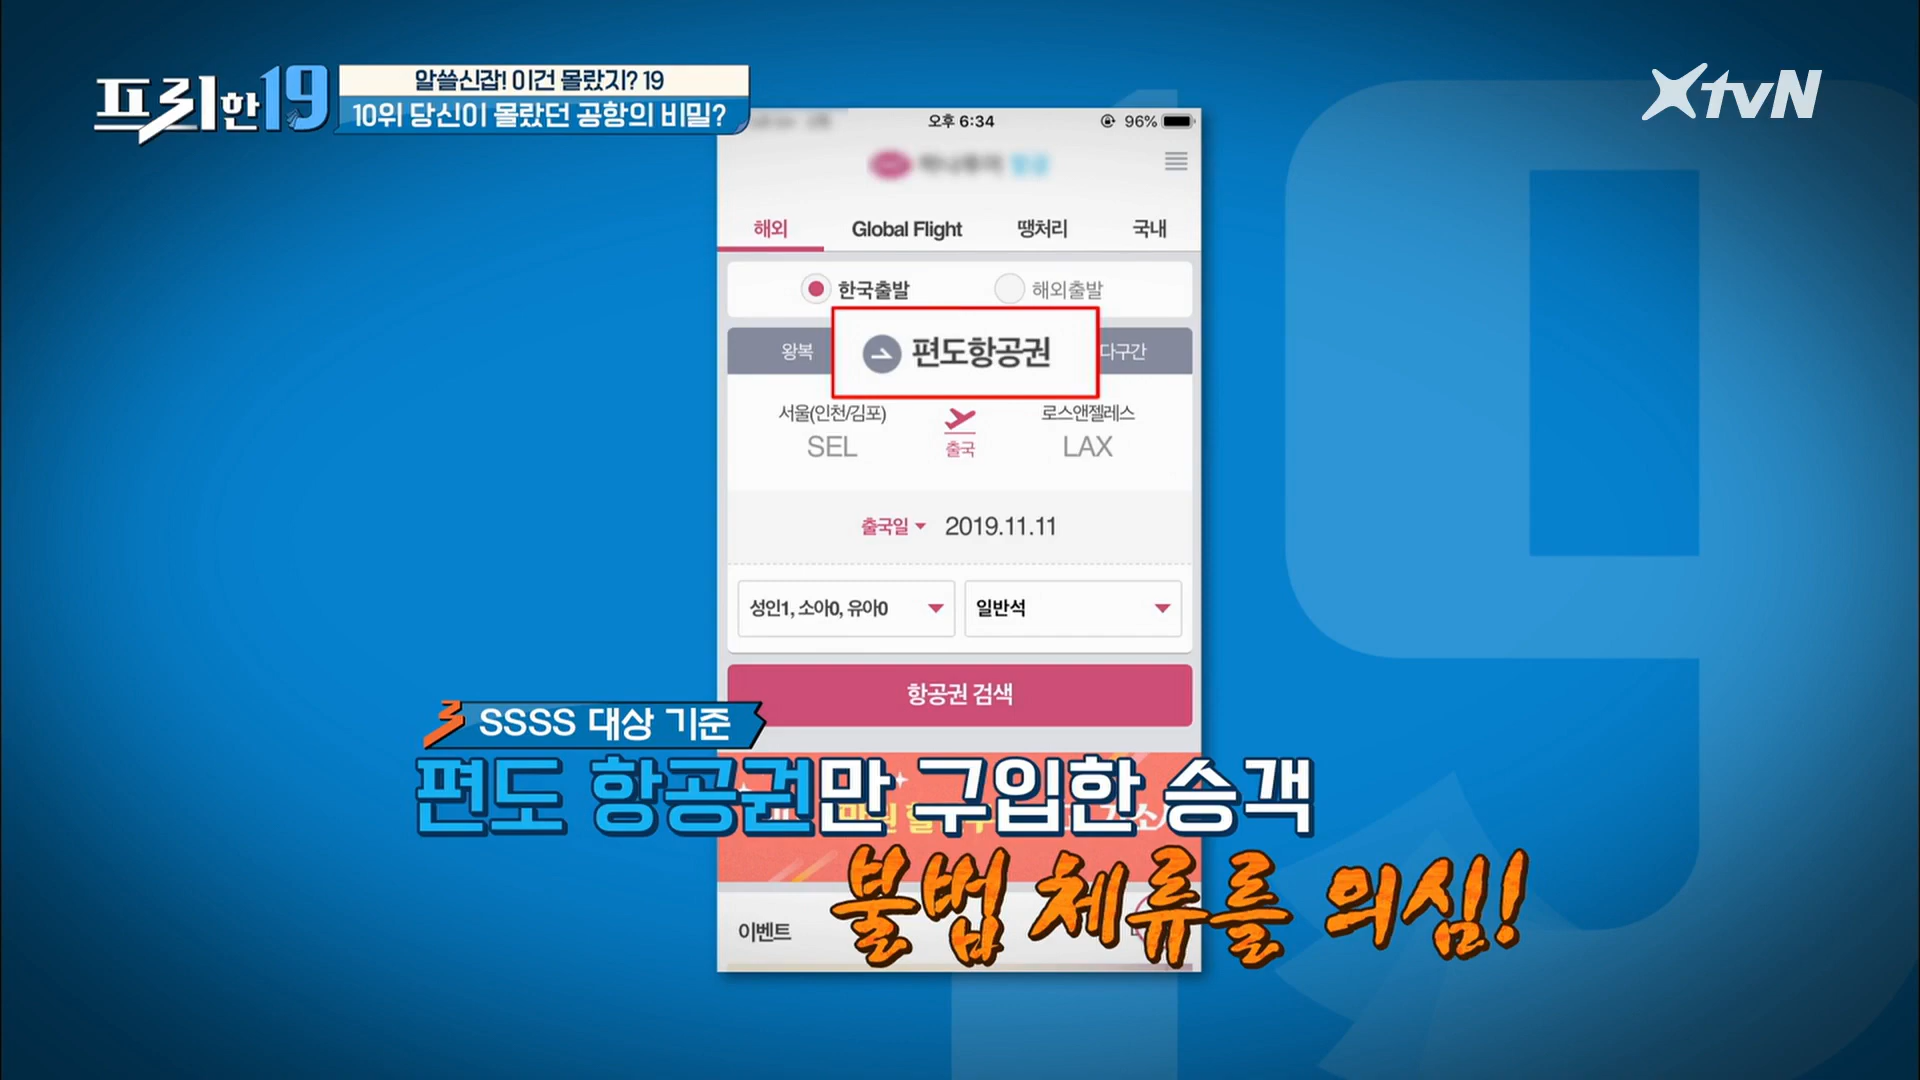 프리한19
알쓸신잡! 이건 몰랐지? 19
10위 당신이 몰랐던 공항의 비밀?
XtvN
오후 6:34
96%
해외 Global Flight 땡처리 국내
한국출발 해외출발
왕복 편도항공권 다구간
서울(인천/김포) 로스앤젤레스
SEL 출국 LAX
출국일 2019.11.11
성인1, 소아0, 유아0 일반석
항공권 검색
SSSS 대상 기준
편도 항공권만 구입한 승객
불법 체류를 의심!
이벤트